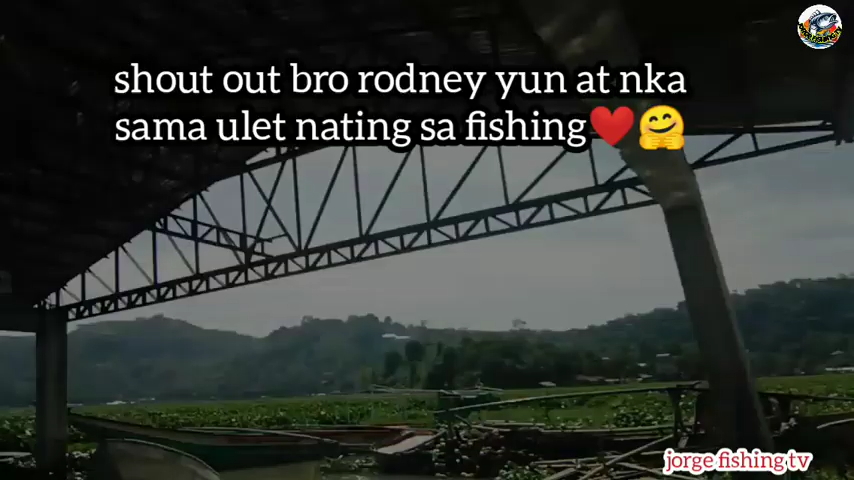 shout out bro rodney yun at nka
sama ulet nating sa fishing❤️🤗
jorge fishing tv